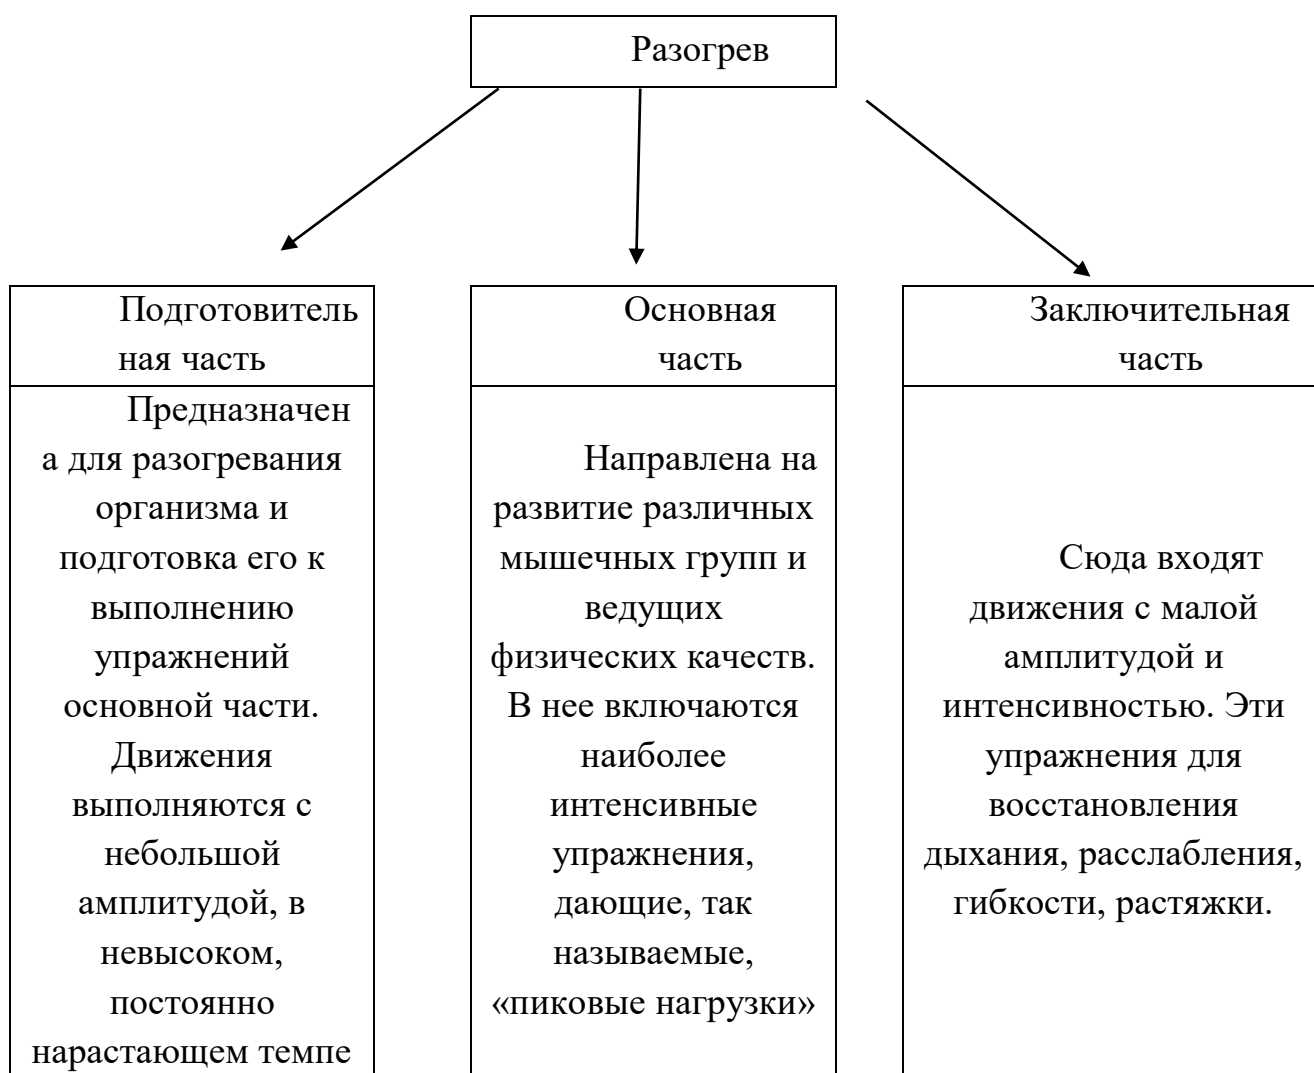 Разогрев
Подготовитель
ная часть
Предназначен
а для разогревания
организма и
подготовка его к
выполнению
упражнений
основной части.
Движения
выполняются с
небольшой
амплитудой, в
невысоком,
постоянно
нарастающем темпе
Основная
часть
Направлена на
развитие различных
мышечных групп и
ведущих
физических качеств.
В нее включаются
наиболее
интенсивные
упражнения,
дающие, так
называемые,
«пиковые нагрузки»
Заключительная
часть
Сюда входят
движения с малой
амплитудой и
интенсивностью. Эти
упражнения для
восстановления
дыхания, расслабления,
гибкости, растяжки.